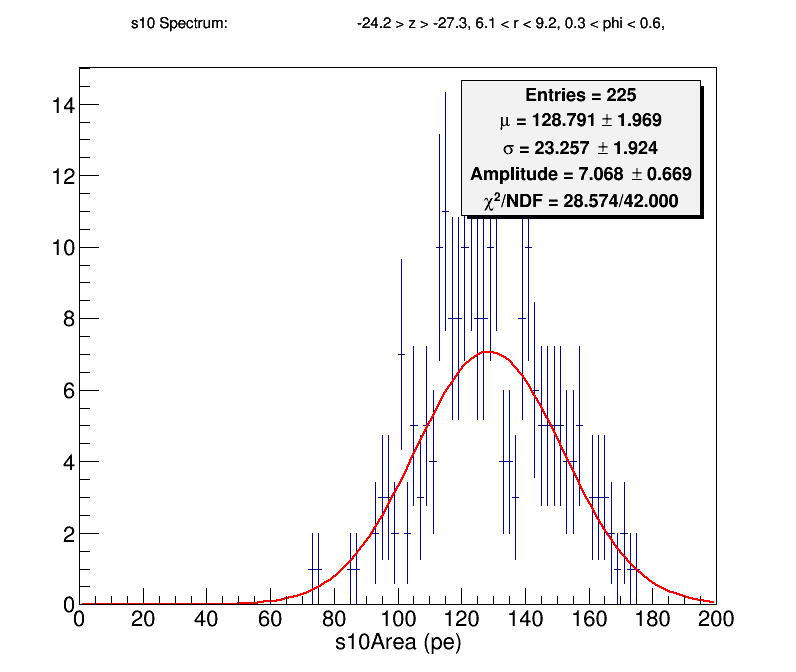 s10 Spectrum: -24.2 > z > -27.3, 6.1 < r < 9.2, 0.3 < phi < 0.6,
Entries = 225
μ = 128.791 ± 1.969
σ = 23.257 ± 1.924
Amplitude = 7.068 ± 0.669
χ²/NDF = 28.574/42.000
14
12
10
8
6
4
2
0
0 20 40 60 80 100 120 140 160 180 200
s10Area (pe)